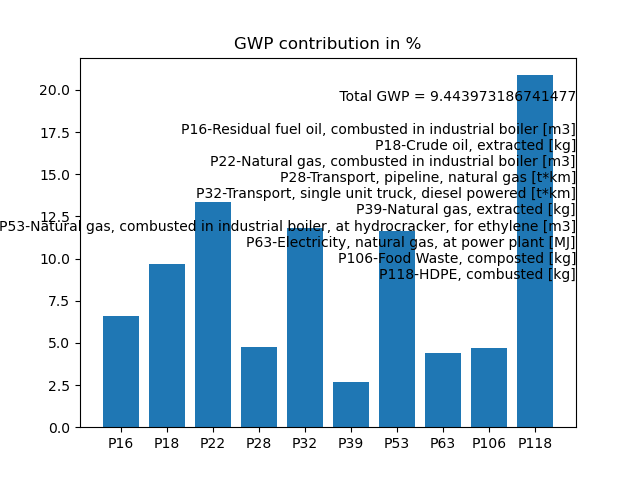 GWP contribution in %
20.0
Total GWP = 9.443973186741477
17.5
P16-Residual fuel oil, combusted in industrial boiler [m3]
P18-Crude oil, extracted [kg]
P22-Natural gas, combusted in industrial boiler [m3]
15.0
P28-Transport, pipeline, natural gas [t*km]
P32-Transport, single unit truck, diesel powered [t*km]
P39-Natural gas, extracted [kg]
12.5
P53-Natural gas, combusted in industrial boiler, at hydrocracker, for ethylene [m3]
P63-Electricity, natural gas, at power plant [MJ]
10.0
P106-Food Waste, composted [kg]
P118-HDPE, combusted [kg]
7.5
5.0
2.5
0.0
P16 P18 P22 P28 P32 P39 P53 P63 P106 P118